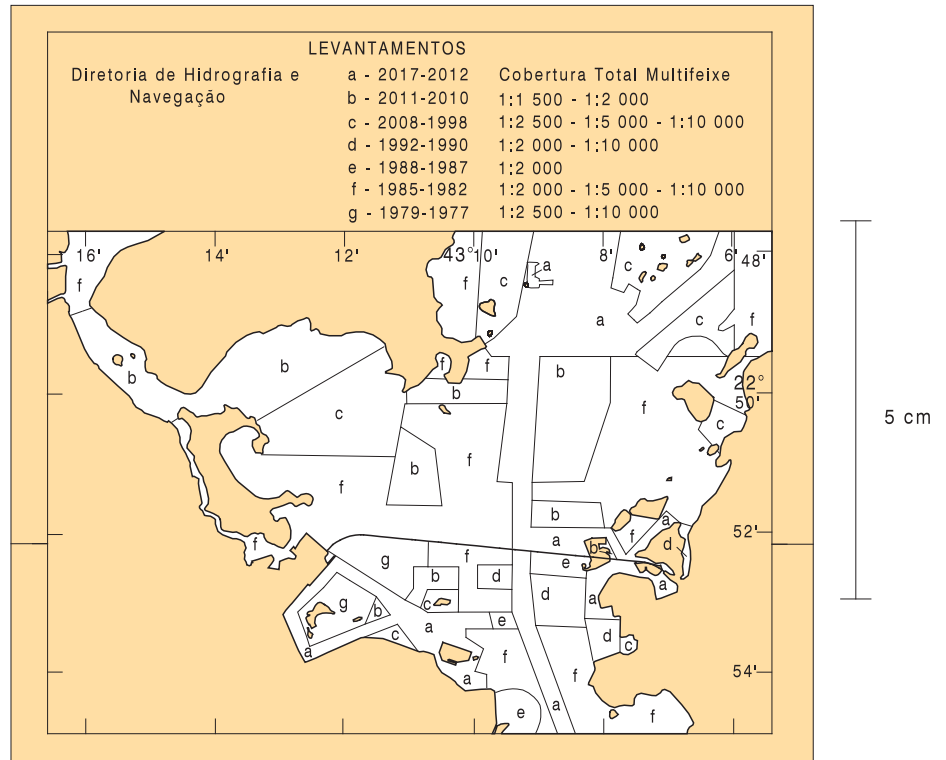 LEVANTAMENTOS
Diretoria de Hidrografia e
Navegação
a - 2017-2012 Cobertura Total Multifeixe
b - 2011-2010 1:1 500 - 1:2 000
c - 2008-1998 1:2 500 - 1:5 000 - 1:10 000
d - 1992-1990 1:2 000 - 1:10 000
e - 1988-1987 1:2 000
f - 1985-1982 1:2 000 - 1:5 000 - 1:10 000
g - 1979-1977 1:2 500 - 1:10 000
16' 14' 12' 43° 10' 8' 6' 48'
a
f f c c
a
c f
b
f f b
b b
22°
50'
c f
c
b f
f
b
52'
a
a b f d
f
g f e
b d
a a
g b c d
a e
c d
a f
a f 54'
a
e f
5 cm